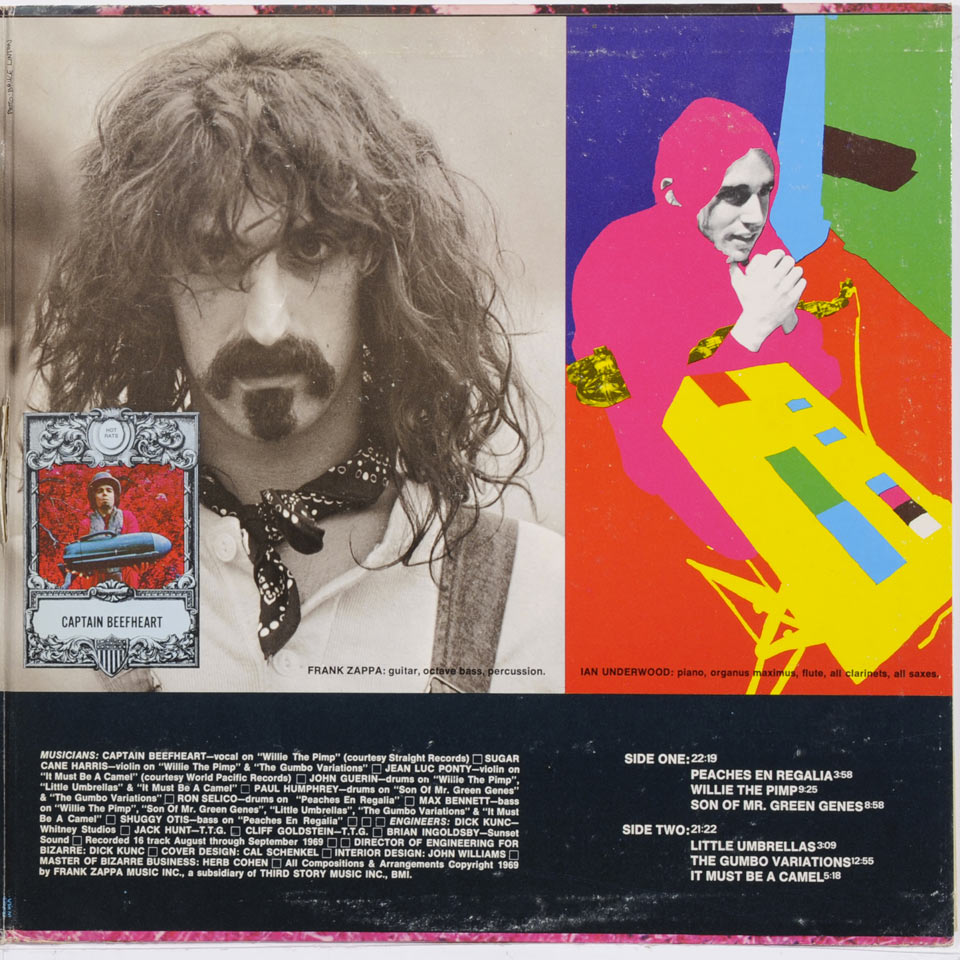 PHOTO: BRUCE LINTON
HOT
RATS
CAPTAIN BEEFHEART
FRANK ZAPPA: guitar, octave bass, percussion.
IAN UNDERWOOD: piano, organus maximus, flute, all clarinets, all saxes.
MUSICIANS: CAPTAIN BEEFHEART—vocal on "Willie The Pimp" (courtesy Straight Records) □ SUGAR
CANE HARRIS—violin on "Willie The Pimp" & "The Gumbo Variations" □ JEAN LUC PONTY—violin on
"It Must Be A Camel" (courtesy World Pacific Records) □ JOHN GUERIN—drums on "Willie The Pimp",
"Little Umbrellas" & "It Must Be A Camel" □ PAUL HUMPHREY—drums on "Son Of Mr. Green Genes"
& "The Gumbo Variations" □ RON SELICO—drums on "Peaches En Regalia" □ MAX BENNETT—bass
on "Willie The Pimp", "Son Of Mr. Green Genes", "Little Umbrellas", "The Gumbo Variations" & "It Must
Be A Camel" □ SHUGGY OTIS—bass on "Peaches En Regalia" □ □ □ ENGINEERS: DICK KUNC—
Whitney Studios □ JACK HUNT—T.T.G. □ CLIFF GOLDSTEIN—T.T.G. □ BRIAN INGOLDSBY—Sunset
Sound □ Recorded 16 track August through September 1969 □ □ DIRECTOR OF ENGINEERING FOR
BIZARRE: DICK KUNC □ COVER DESIGN: CAL SCHENKEL □ INTERIOR DESIGN: JOHN WILLIAMS □
MASTER OF BIZARRE BUSINESS: HERB COHEN □ All Compositions & Arrangements Copyright 1969
by FRANK ZAPPA MUSIC INC., a subsidiary of THIRD STORY MUSIC INC., BMI.
SIDE ONE: 22:19
PEACHES EN REGALIA 3:58
WILLIE THE PIMP 9:25
SON OF MR. GREEN GENES 8:58
SIDE TWO: 21:22
LITTLE UMBRELLAS 3:09
THE GUMBO VARIATIONS 12:55
IT MUST BE A CAMEL 5:18